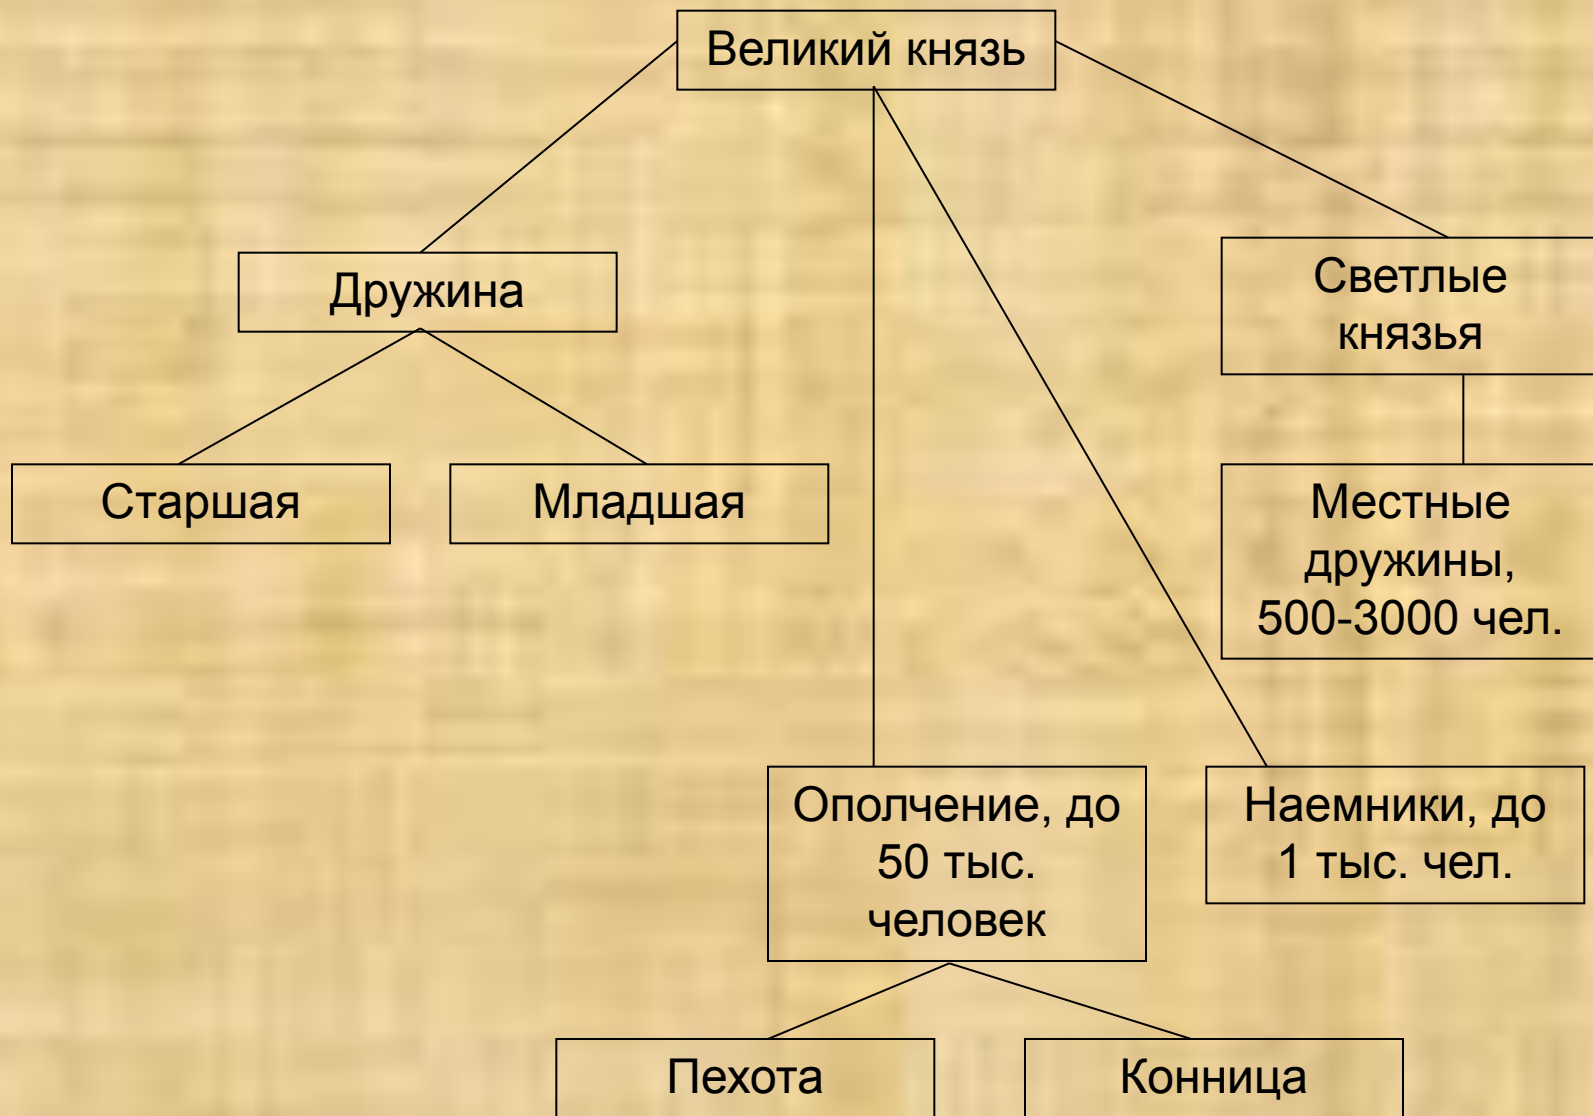 Великий князь
Дружина
Светлые
князья
Старшая
Младшая
Местные
дружины,
500-3000 чел.
Ополчение, до
50 тыс.
человек
Наемники, до
1 тыс. чел.
Пехота
Конница